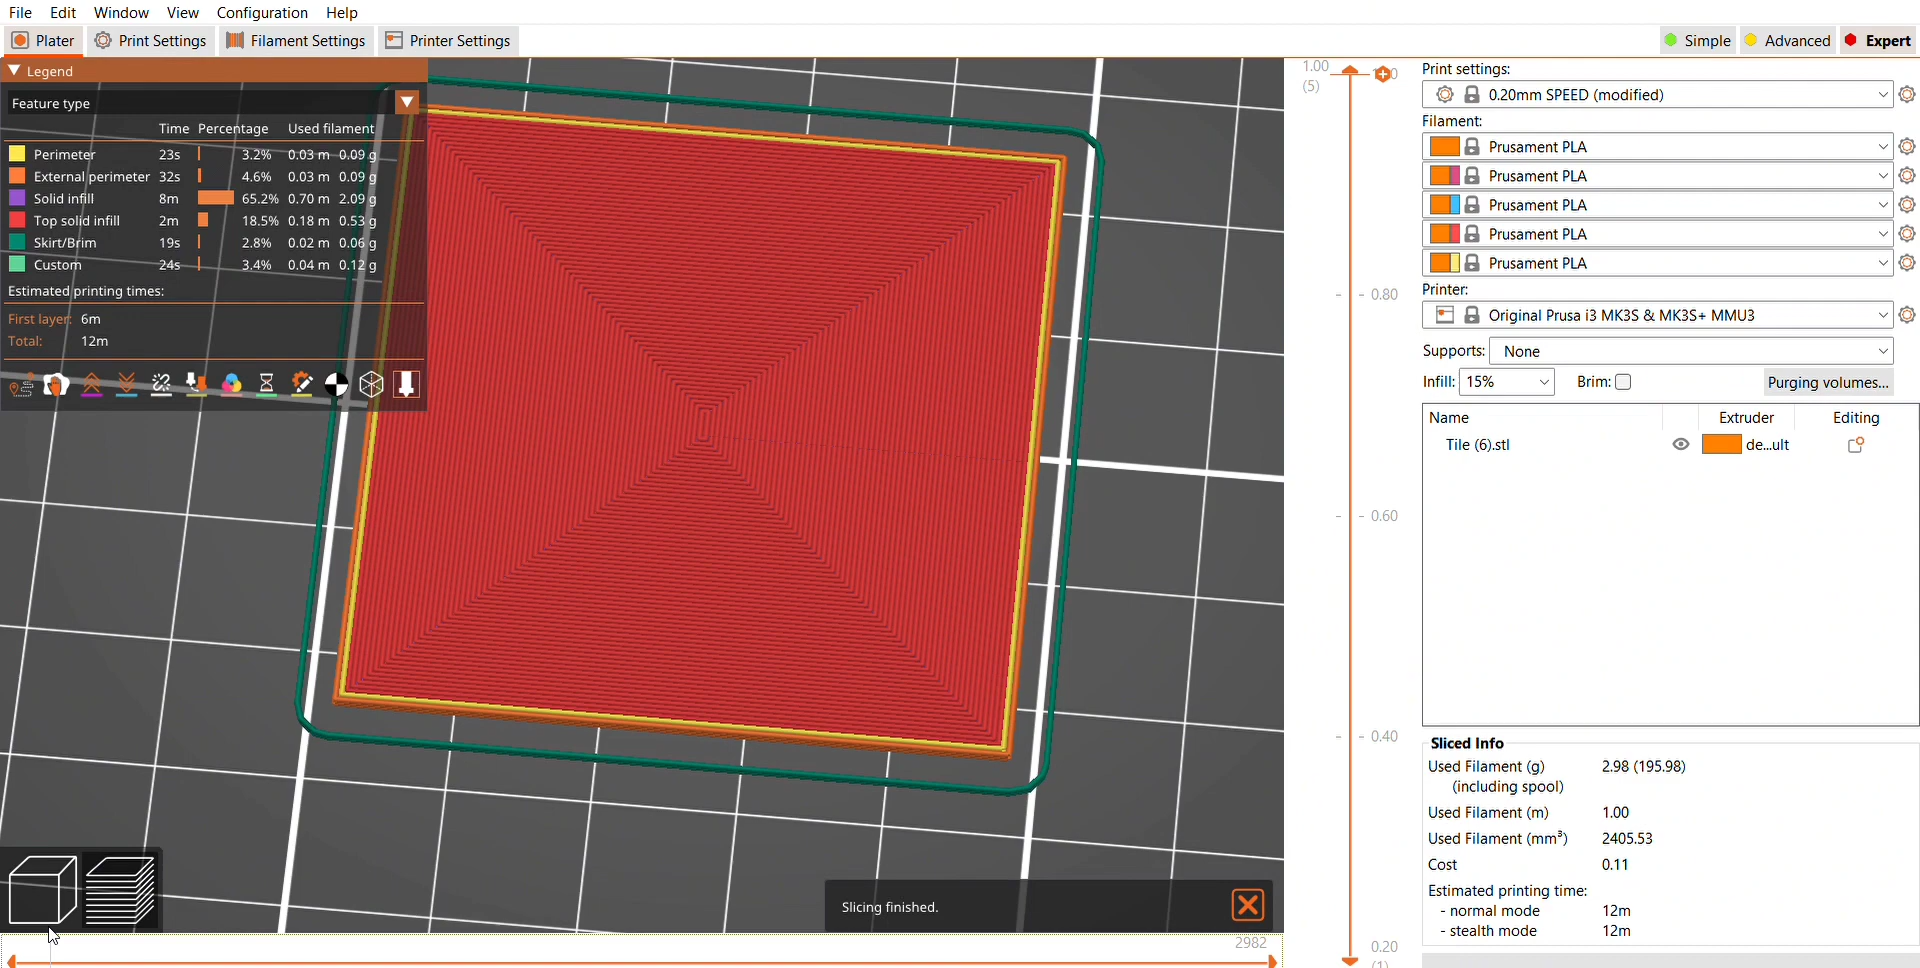 File Edit Window View Configuration Help
Plater Print Settings Filament Settings Printer Settings Simple Advanced Expert
Legend
Feature type
Time Percentage Used filament
Perimeter 23s 3.2% 0.03 m 0.09 g
External perimeter 32s 4.6% 0.03 m 0.09 g
Solid infill 8m 65.2% 0.70 m 2.09 g
Top solid infill 2m 18.5% 0.18 m 0.53 g
Skirt/Brim 19s 2.8% 0.02 m 0.06 g
Custom 24s 3.4% 0.04 m 0.12 g
Estimated printing times:
First layer: 6m
Total: 12m
Slicing finished.
2982
1.00
(5)
0.80
0.60
0.40
0.20
(1)
Print settings:
0.20mm SPEED (modified)
Filament:
Prusament PLA
Prusament PLA
Prusament PLA
Prusament PLA
Prusament PLA
Printer:
Original Prusa i3 MK3S & MK3S+ MMU3
Supports: None
Infill: 15% Brim: Purging volumes...
Name Extruder Editing
Tile (6).stl de...ult
Sliced Info
Used Filament (g) 2.98 (195.98)
(including spool)
Used Filament (m) 1.00
Used Filament (mm³) 2405.53
Cost 0.11
Estimated printing time:
- normal mode 12m
- stealth mode 12m